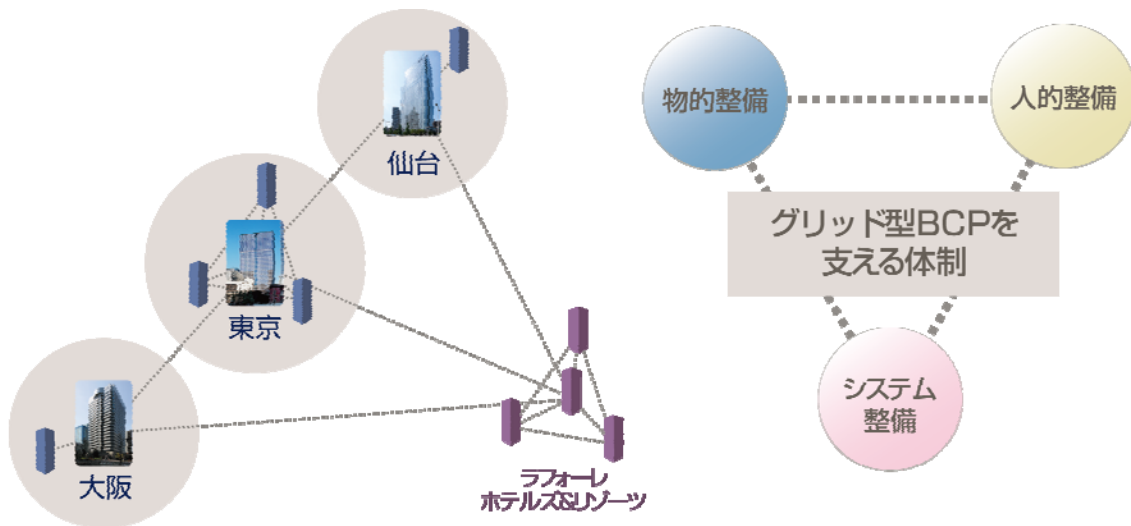 仙台
東京
大阪
ラフォーレ
ホテルズ&リゾーツ
物的整備
人的整備
グリッド型BCPを
支える体制
システム
整備